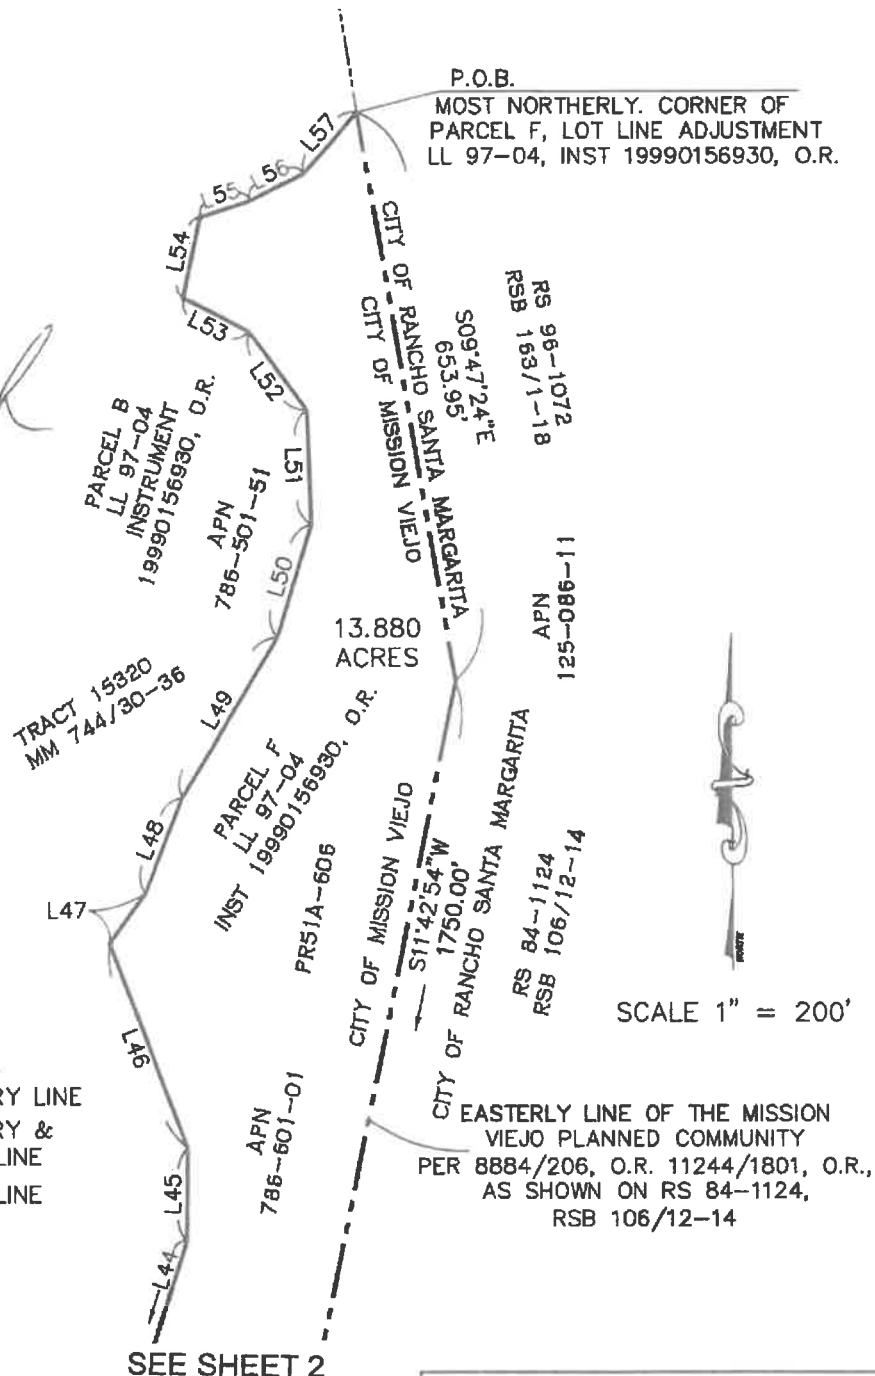 P.O.B.
MOST NORTHERLY. CORNER OF
PARCEL F, LOT LINE ADJUSTMENT
LL 97-04, INST 19990156930, O.R.
L57
L56
L55
L54
L53
L52
L51
L50
L49
L48
L47
L46
L45
L44
CITY OF RANCHO SANTA MARGARITA
CITY OF MISSION VIEJO
S09°47'24"E
653.95'
RS 96-1072
RSB 163/1-18
PARCEL B
LL 97-04
INSTRUMENT
19990156930, O.R.
APN
786-501-51
13.880
ACRES
APN
125-086-11
TRACT 15320
MM 744/30-36
PARCEL F
LL 97-04
INST 19990156930, O.R.
PR51A-606
CITY OF MISSION VIEJO
S11°42'54"W
1750.00'
CITY OF RANCHO SANTA MARGARITA
RS 84-1124
RSB 106/12-14
NORTH
SCALE 1" = 200'
RY LINE
RY &
LINE
LINE
APN
786-601-01
EASTERLY LINE OF THE MISSION
VIEJO PLANNED COMMUNITY
PER 8884/206, O.R. 11244/1801, O.R.,
AS SHOWN ON RS 84-1124,
RSB 106/12-14
SEE SHEET 2